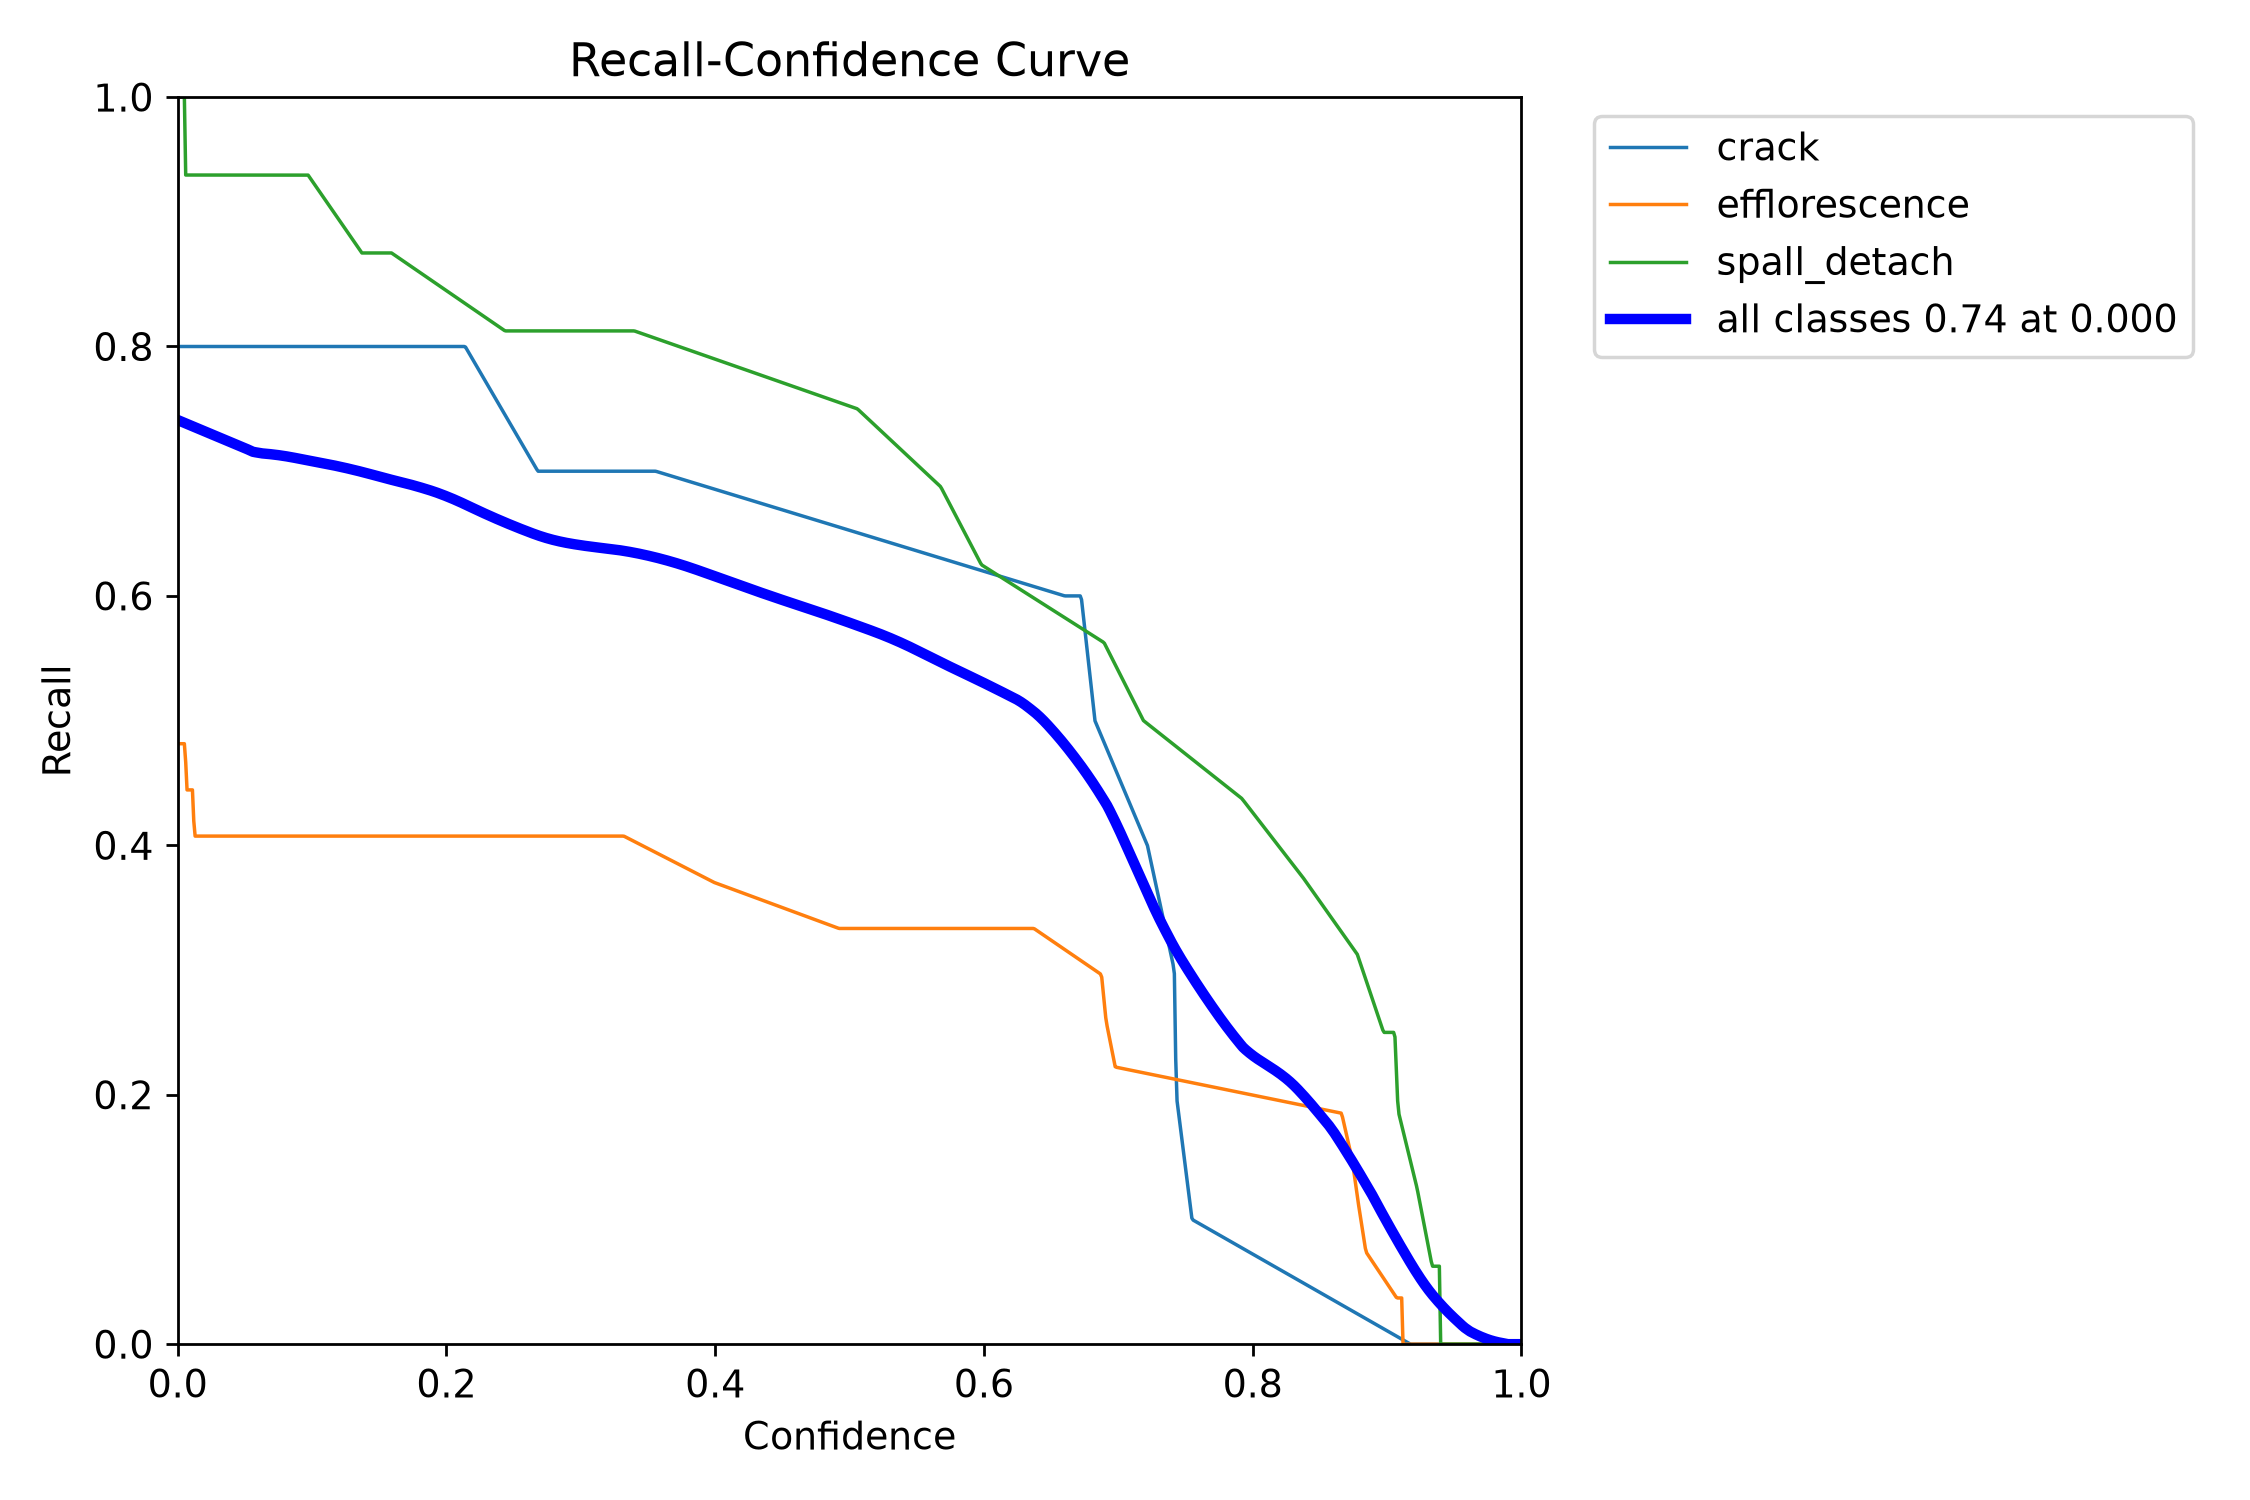 Recall-Confidence Curve
1.0
0.8
0.6
0.4
0.2
0.0
Recall
0.0 0.2 0.4 0.6 0.8 1.0
Confidence
crack
efflorescence
spall_detach
all classes 0.74 at 0.000